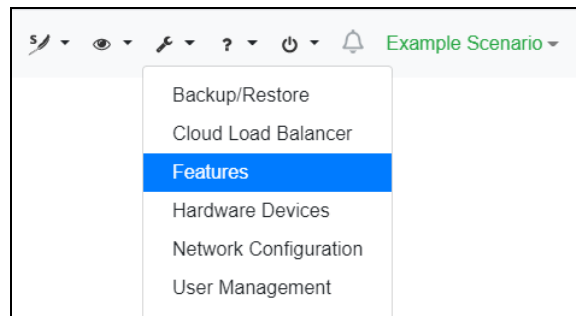 S ? Example Scenario
Backup/Restore
Cloud Load Balancer
Features
Hardware Devices
Network Configuration
User Management